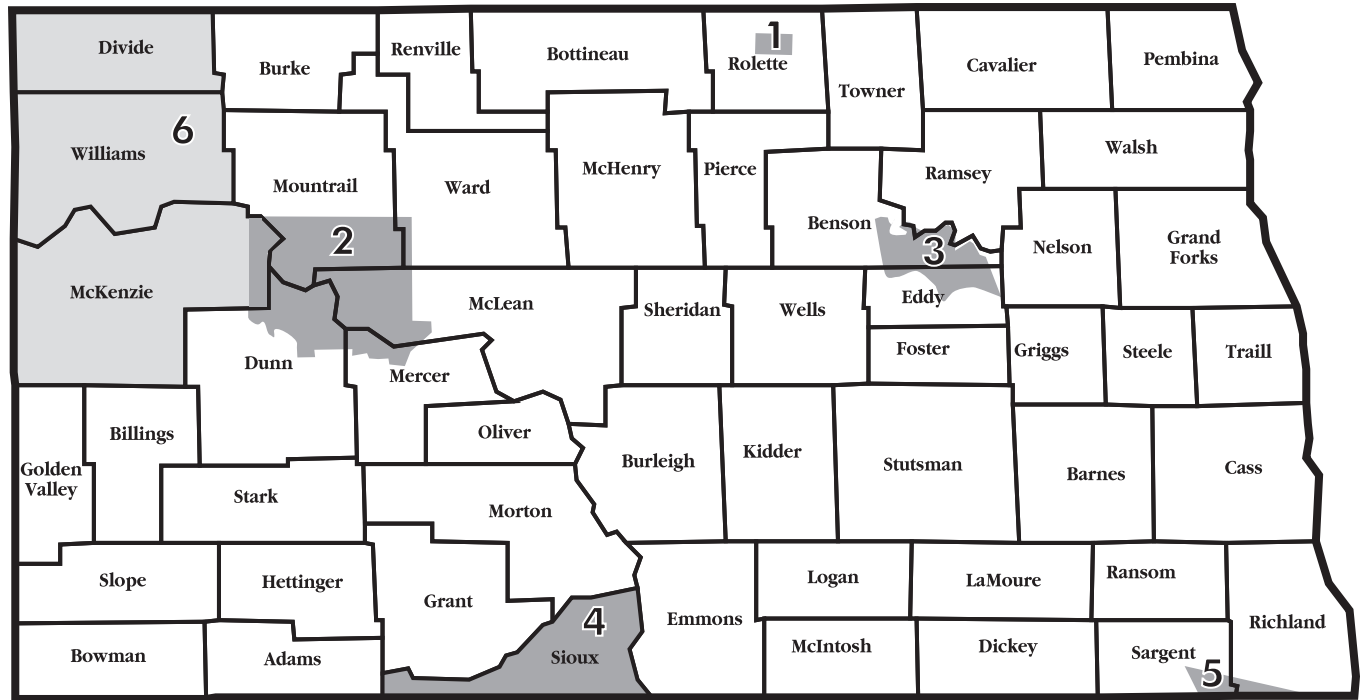 Divide
Burke
Renville
Bottineau
1
Rolette
Towner
Cavalier
Pembina
Williams
6
Mountrail
Ward
McHenry
Pierce
Benson
Ramsey
Walsh
2
3
Nelson
Grand
Forks
McKenzie
McLean
Sheridan
Wells
Eddy
Foster
Griggs
Steele
Traill
Dunn
Mercer
Billings
Golden
Valley
Oliver
Burleigh
Kidder
Stutsman
Barnes
Cass
Stark
Morton
Slope
Hettinger
Grant
Emmons
Logan
LaMoure
Ransom
Richland
4
Sioux
Bowman
Adams
McIntosh
Dickey
Sargent
5